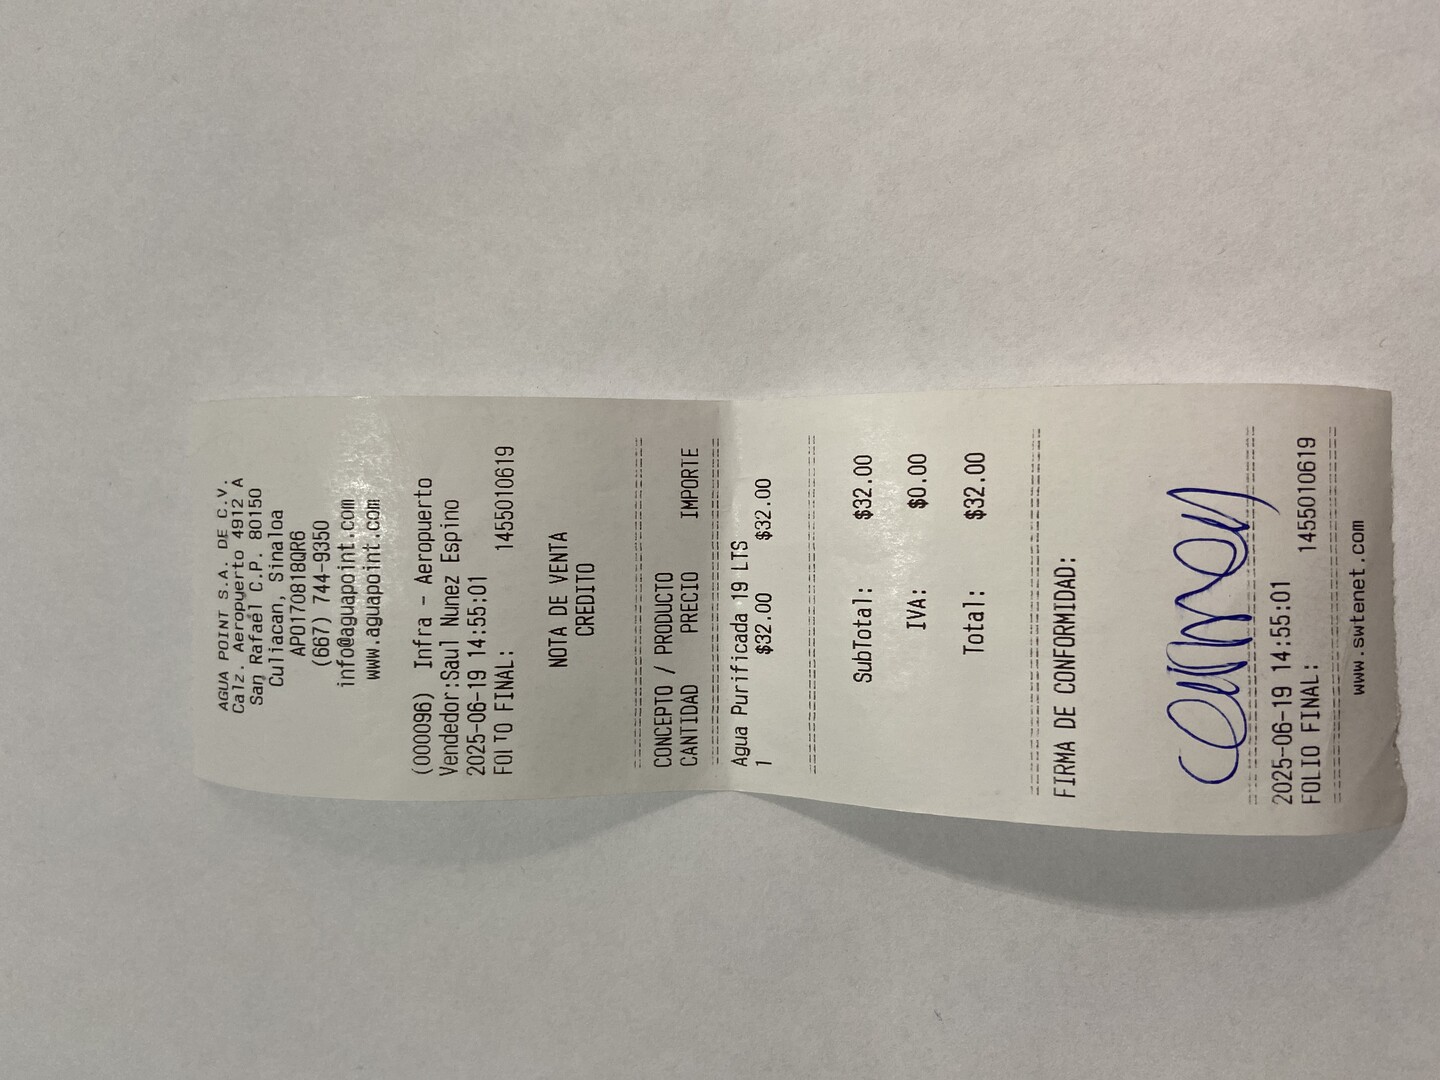 AGUA POINT S.A. DE C.V.
Calz. Aeropuerto 4912 A
San Rafael C.P. 80150
Culiacan, Sinaloa
APO170818QR6
(667) 744-9350
info@aguapoint.com
www.aguapoint.com
(000096) Infra - Aeropuerto
Vendedor:Saul Nunez Espino
2025-06-19 14:55:01
FOLIO FINAL: 1455010619
NOTA DE VENTA
CREDITO
CONCEPTO / PRODUCTO
CANTIDAD PRECIO IMPORTE
Agua Purificada 19 LTS
1 $32.00 $32.00
SubTotal: $32.00
IVA: $0.00
Total: $32.00
FIRMA DE CONFORMIDAD:
2025-06-19 14:55:01
FOLIO FINAL: 1455010619
www.swtenet.com